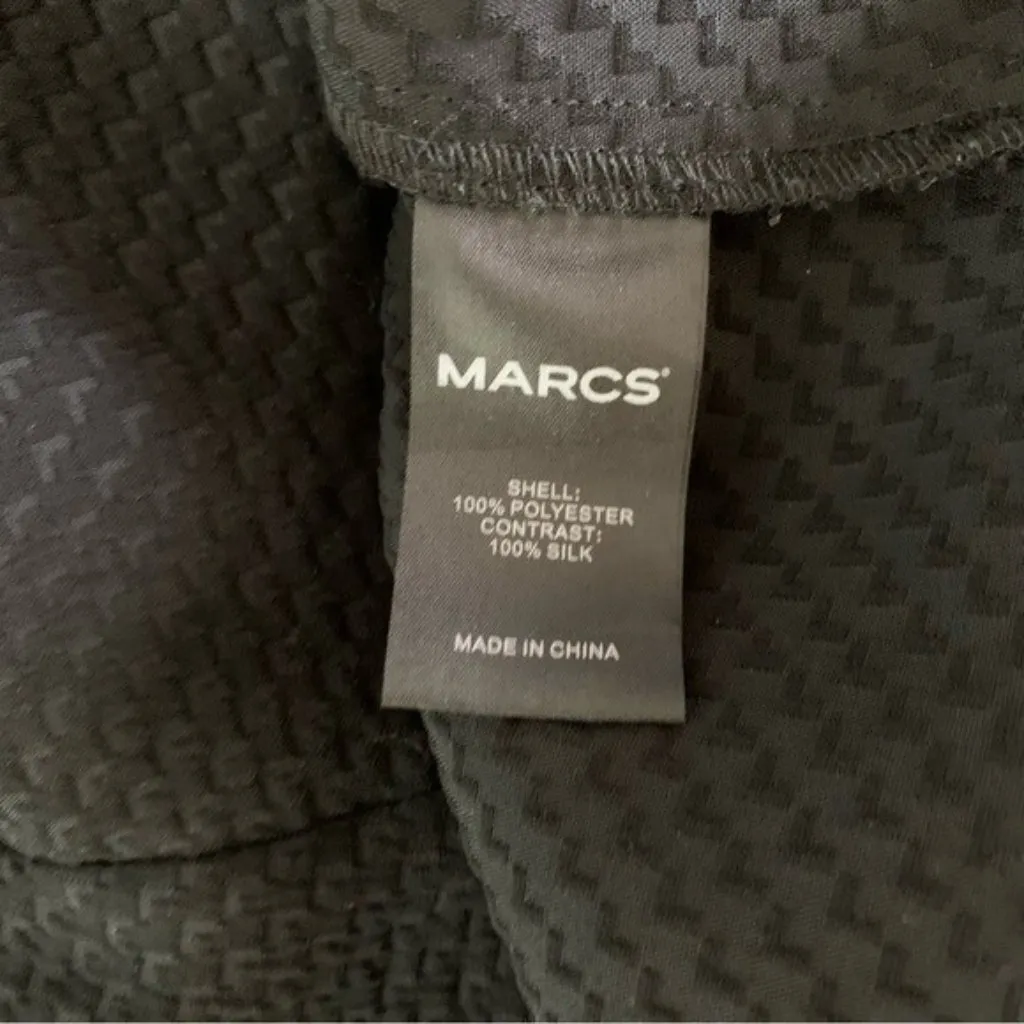 MARCS
SHELL:
100% POLYESTER
CONTRAST:
100% SILK
MADE IN CHINA